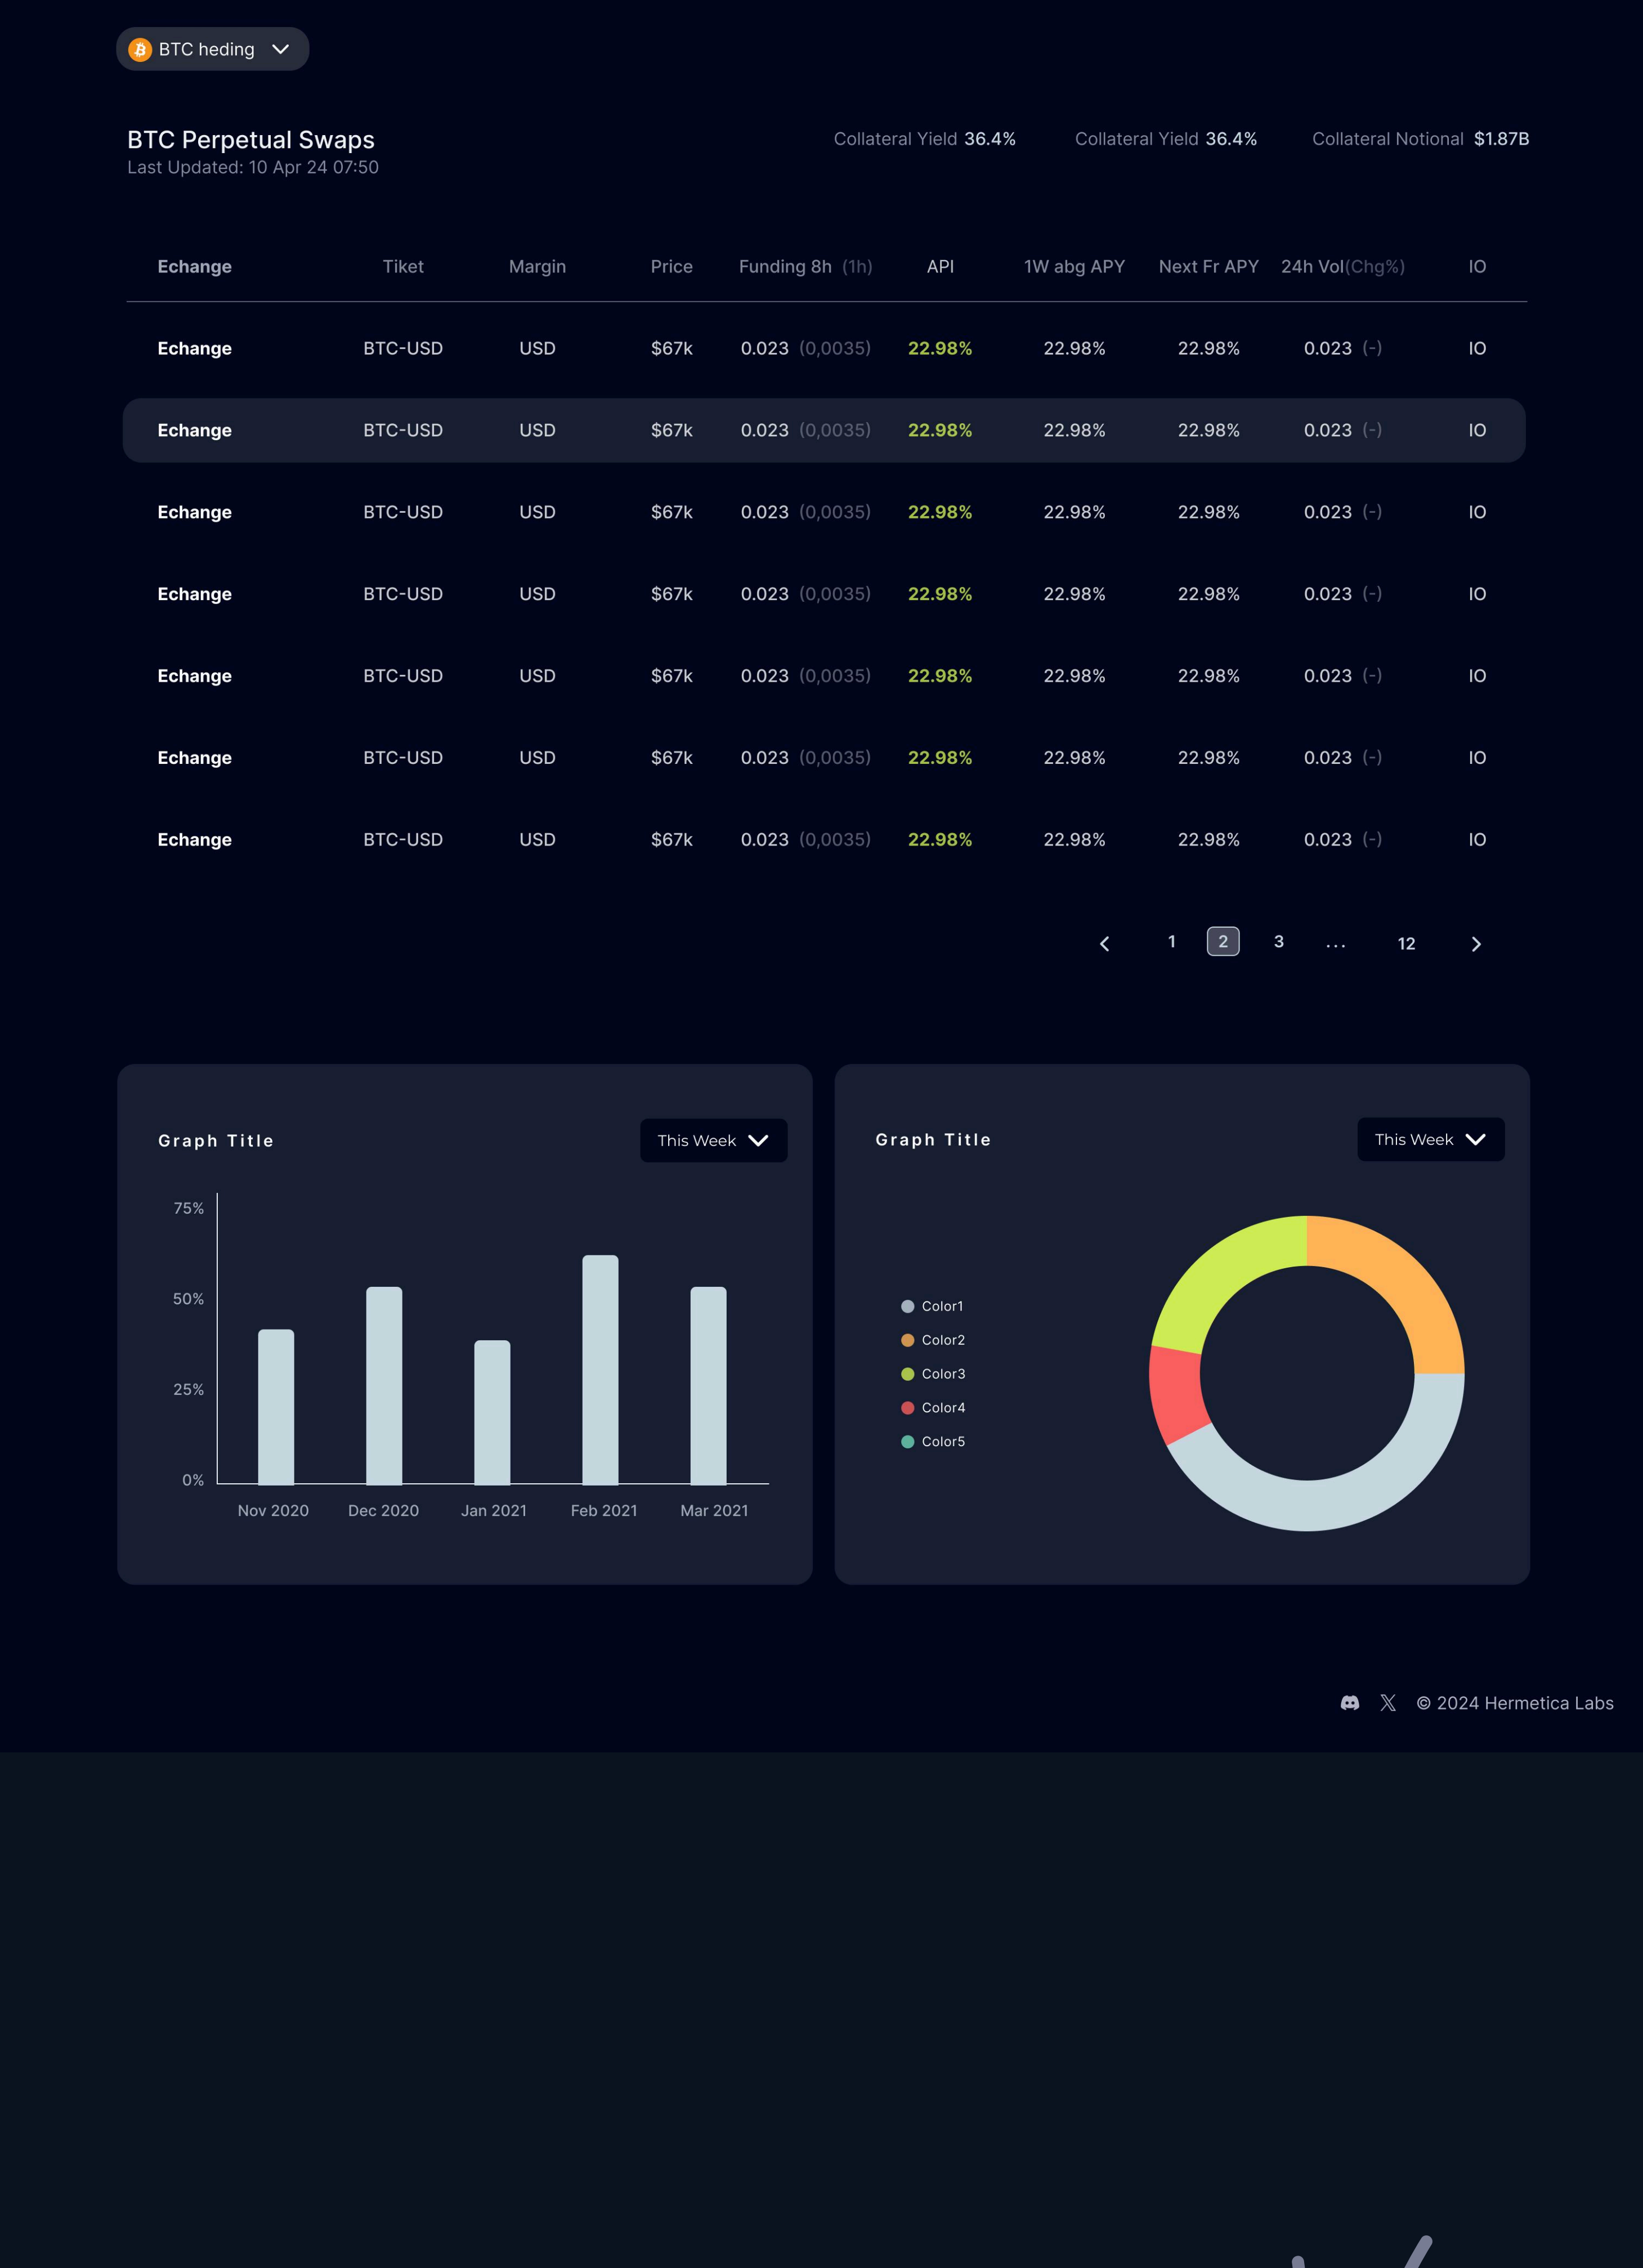 BTC heding
BTC Perpetual Swaps
Last Updated: 10 Apr 24 07:50
Collateral Yield 36.4% Collateral Yield 36.4% Collateral Notional $1.87B
Echange Tiket Margin Price Funding 8h (1h) API 1W abg APY Next Fr APY 24h Vol(Chg%) IO
Echange BTC-USD USD $67k 0.023 (0,0035) 22.98% 22.98% 22.98% 0.023 (-) IO
Echange BTC-USD USD $67k 0.023 (0,0035) 22.98% 22.98% 22.98% 0.023 (-) IO
Echange BTC-USD USD $67k 0.023 (0,0035) 22.98% 22.98% 22.98% 0.023 (-) IO
Echange BTC-USD USD $67k 0.023 (0,0035) 22.98% 22.98% 22.98% 0.023 (-) IO
Echange BTC-USD USD $67k 0.023 (0,0035) 22.98% 22.98% 22.98% 0.023 (-) IO
Echange BTC-USD USD $67k 0.023 (0,0035) 22.98% 22.98% 22.98% 0.023 (-) IO
Echange BTC-USD USD $67k 0.023 (0,0035) 22.98% 22.98% 22.98% 0.023 (-) IO
1 2 3 ... 12
Graph Title This Week
75%
50%
25%
0%
Nov 2020 Dec 2020 Jan 2021 Feb 2021 Mar 2021
Graph Title This Week
Color1
Color2
Color3
Color4
Color5
© 2024 Hermetica Labs